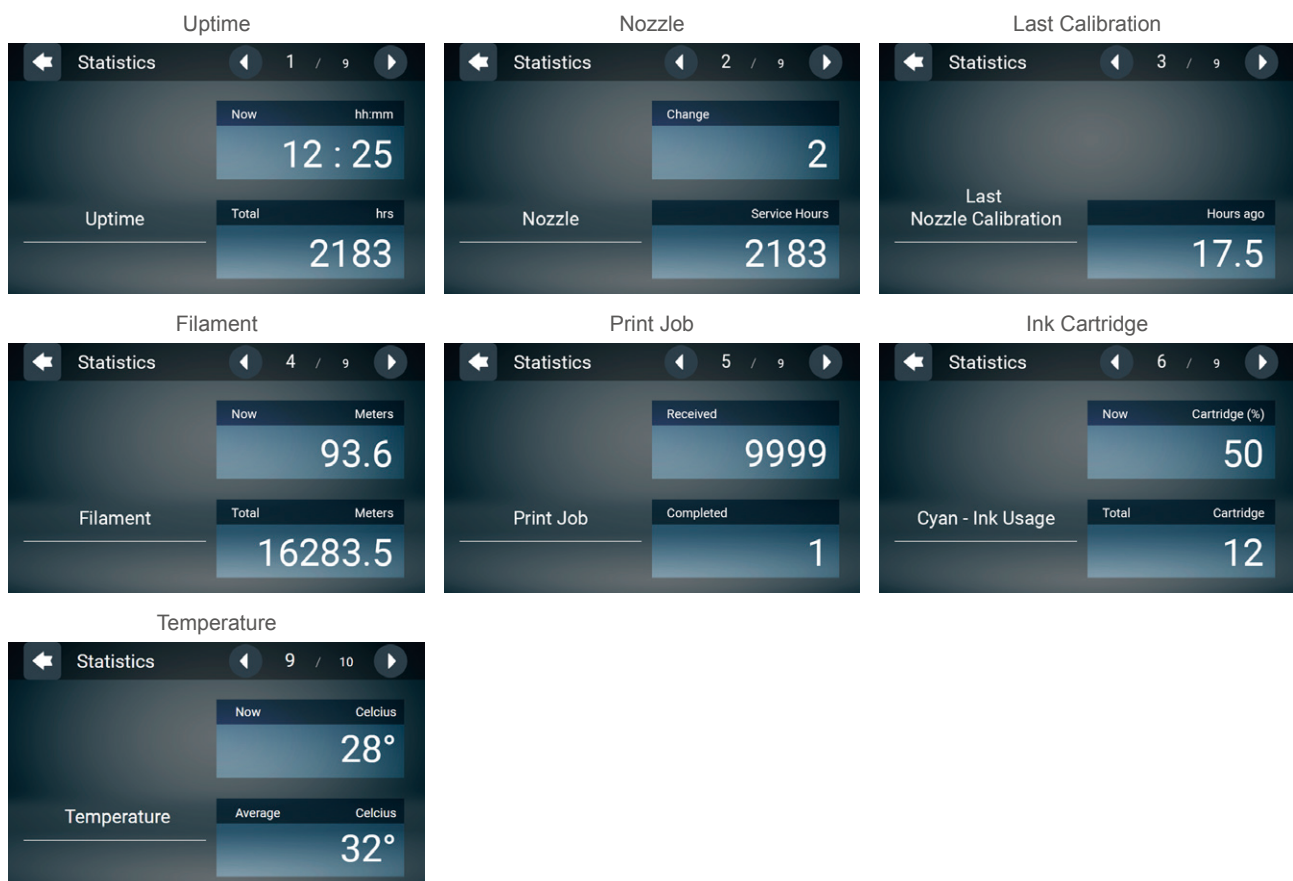 Uptime
Statistics 1 / 9
Now hh:mm
12 : 25
Uptime
Total hrs
2183
Nozzle
Statistics 2 / 9
Change
2
Nozzle
Service Hours
2183
Last Calibration
Statistics 3 / 9
Last
Nozzle Calibration
Hours ago
17.5
Filament
Statistics 4 / 9
Now Meters
93.6
Filament
Total Meters
16283.5
Print Job
Statistics 5 / 9
Received
9999
Print Job
Completed
1
Ink Cartridge
Statistics 6 / 9
Now Cartridge (%)
50
Cyan - Ink Usage
Total Cartridge
12
Temperature
Statistics 9 / 10
Now Celcius
28°
Temperature
Average Celcius
32°